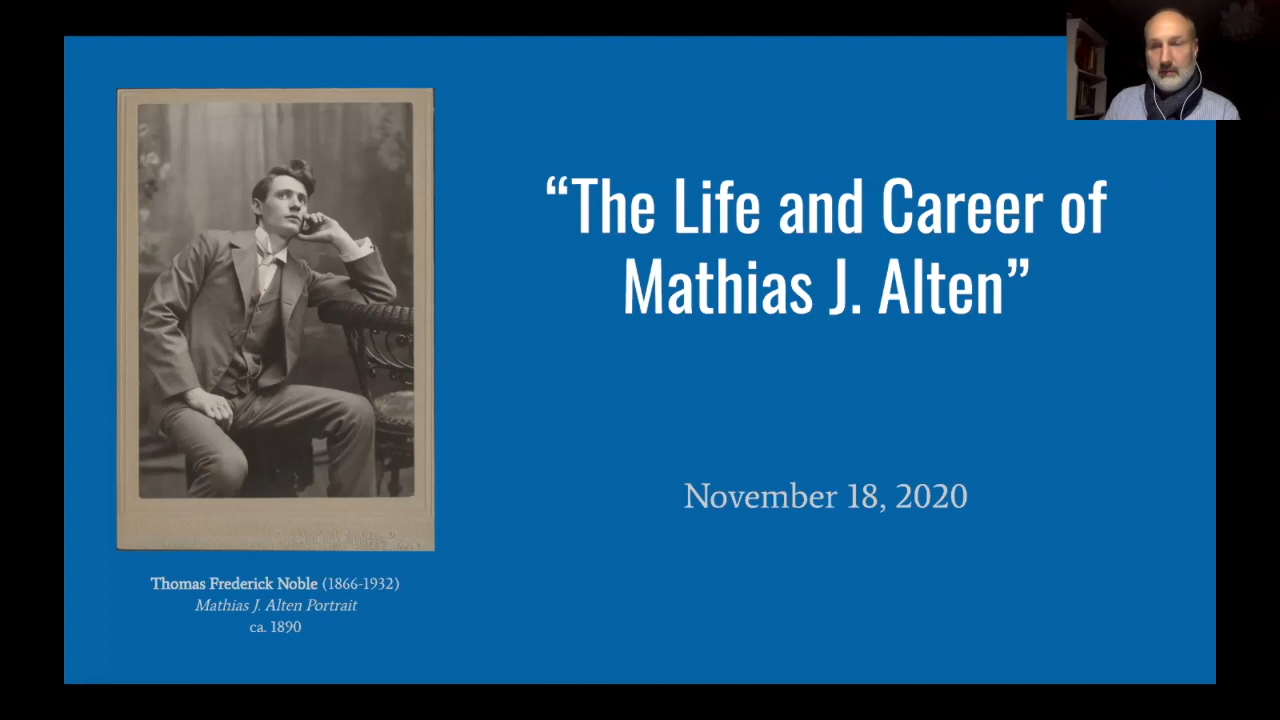 “The Life and Career of
Mathias J. Alten”
November 18, 2020
Thomas Frederick Noble (1866-1932)
Mathias J. Alten Portrait
ca. 1890